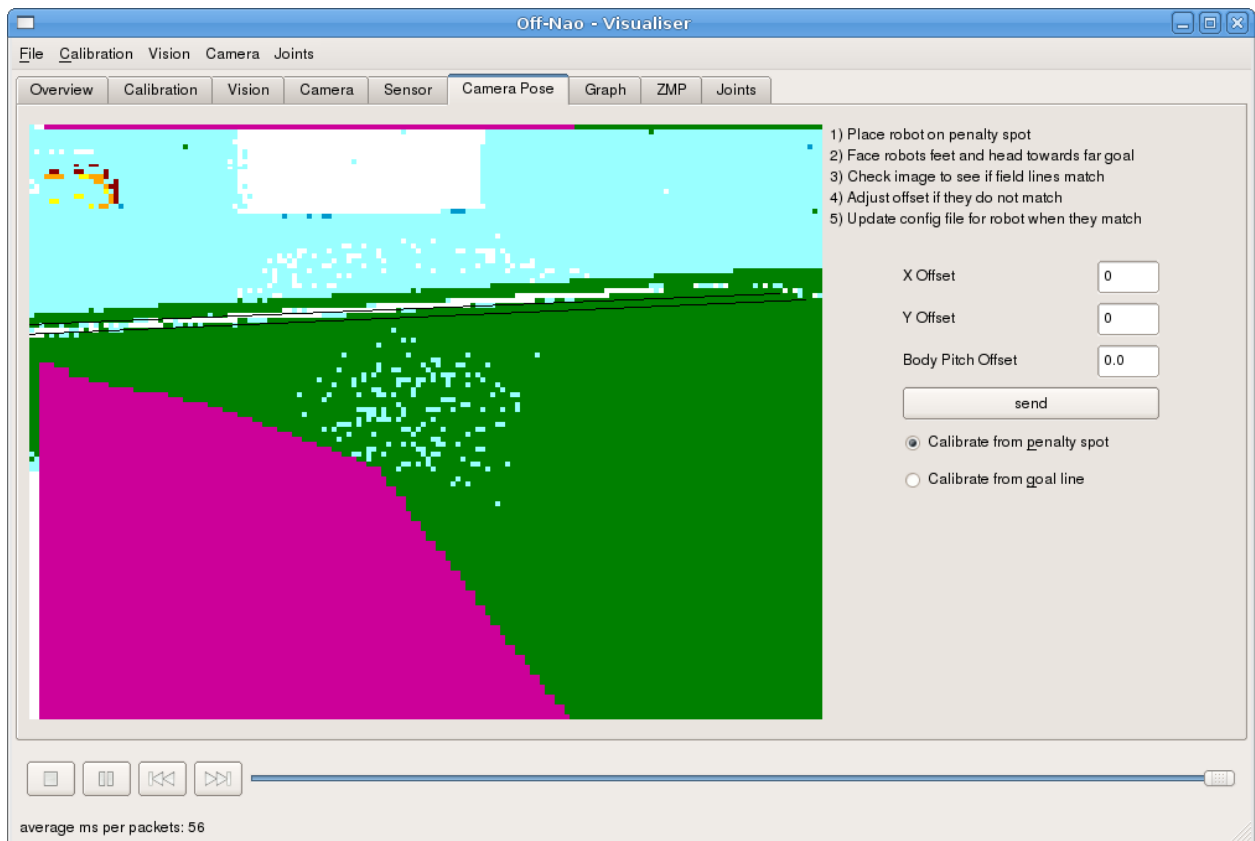 Off-Nao - Visualiser
File Calibration Vision Camera Joints
Overview Calibration Vision Camera Sensor Camera Pose Graph ZMP Joints
1) Place robot on penalty spot
2) Face robots feet and head towards far goal
3) Check image to see if field lines match
4) Adjust offset if they do not match
5) Update config file for robot when they match
X Offset 0
Y Offset 0
Body Pitch Offset 0.0
send
Calibrate from penalty spot
Calibrate from goal line
average ms per packets: 56